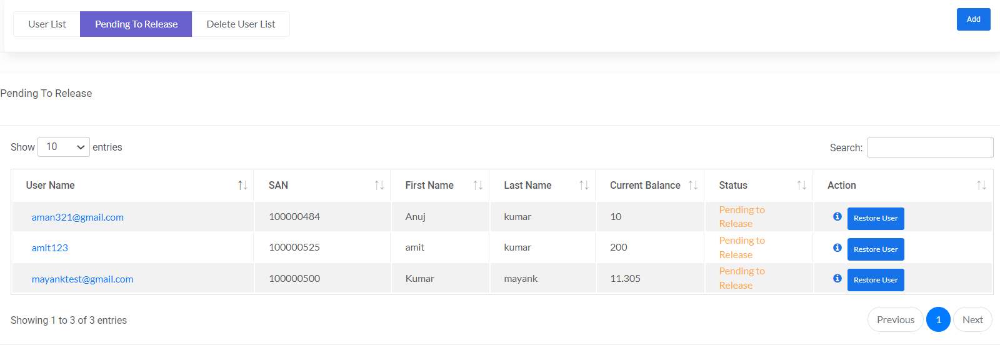 User List Pending To Release Delete User List Add
Pending To Release
Show 10 entries Search:
User Name SAN First Name Last Name Current Balance Status Action
aman321@gmail.com 100000484 Anuj kumar 10 Pending to Release Restore User
amit123 100000525 amit kumar 200 Pending to Release Restore User
mayanktest@gmail.com 100000500 Kumar mayank 11.305 Pending to Release Restore User
Showing 1 to 3 of 3 entries Previous 1 Next